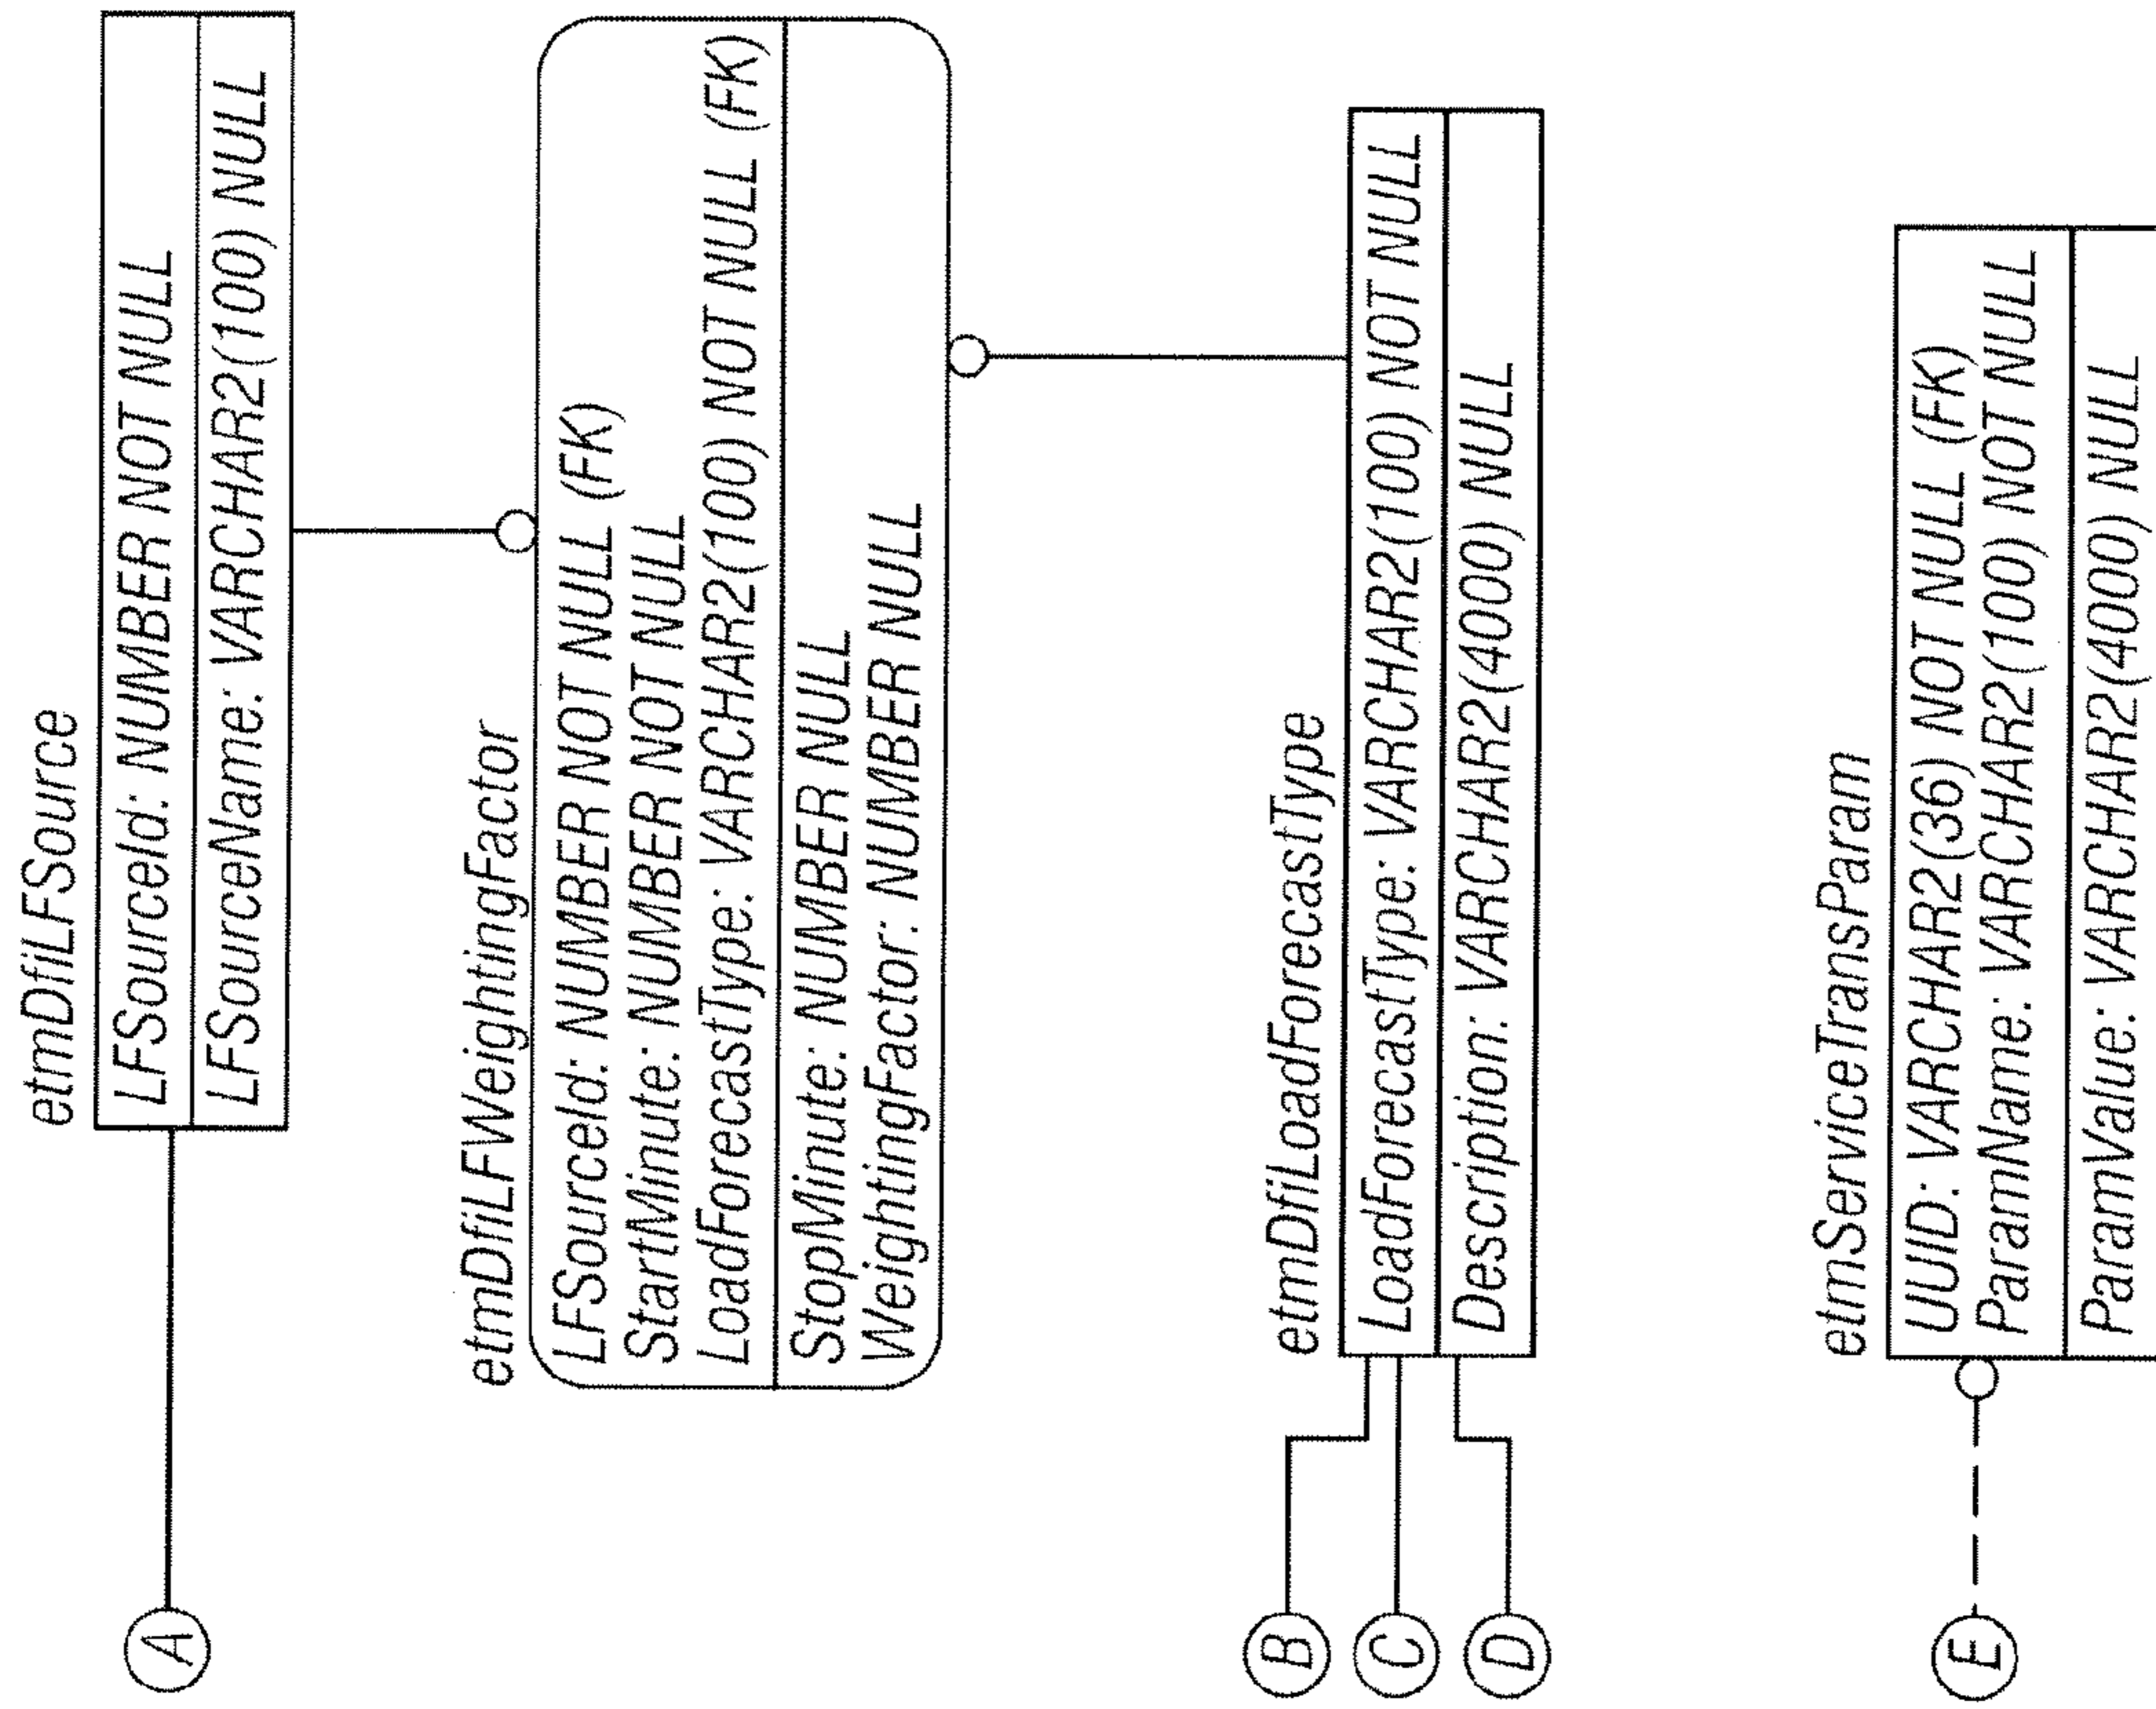 etmDfiLFSource
LFSourceId: NUMBER NOT NULL
LFSourceName: VARCHAR2(100) NULL
A
etmDfiLFWeightingFactor
LFSourceId: NUMBER NOT NULL (FK)
StartMinute: NUMBER NOT NULL
LoadForecastType: VARCHAR2(100) NOT NULL (FK)
StopMinute: NUMBER NULL
WeightingFactor: NUMBER NULL
etmDfiLoadForecastType
LoadForecastType: VARCHAR2(100) NOT NULL
Description: VARCHAR2(4000) NULL
B
C
D
etmServiceTransParam
UUID: VARCHAR2(36) NOT NULL (FK)
ParamName: VARCHAR2(100) NOT NULL
ParamValue: VARCHAR2(4000) NULL
E